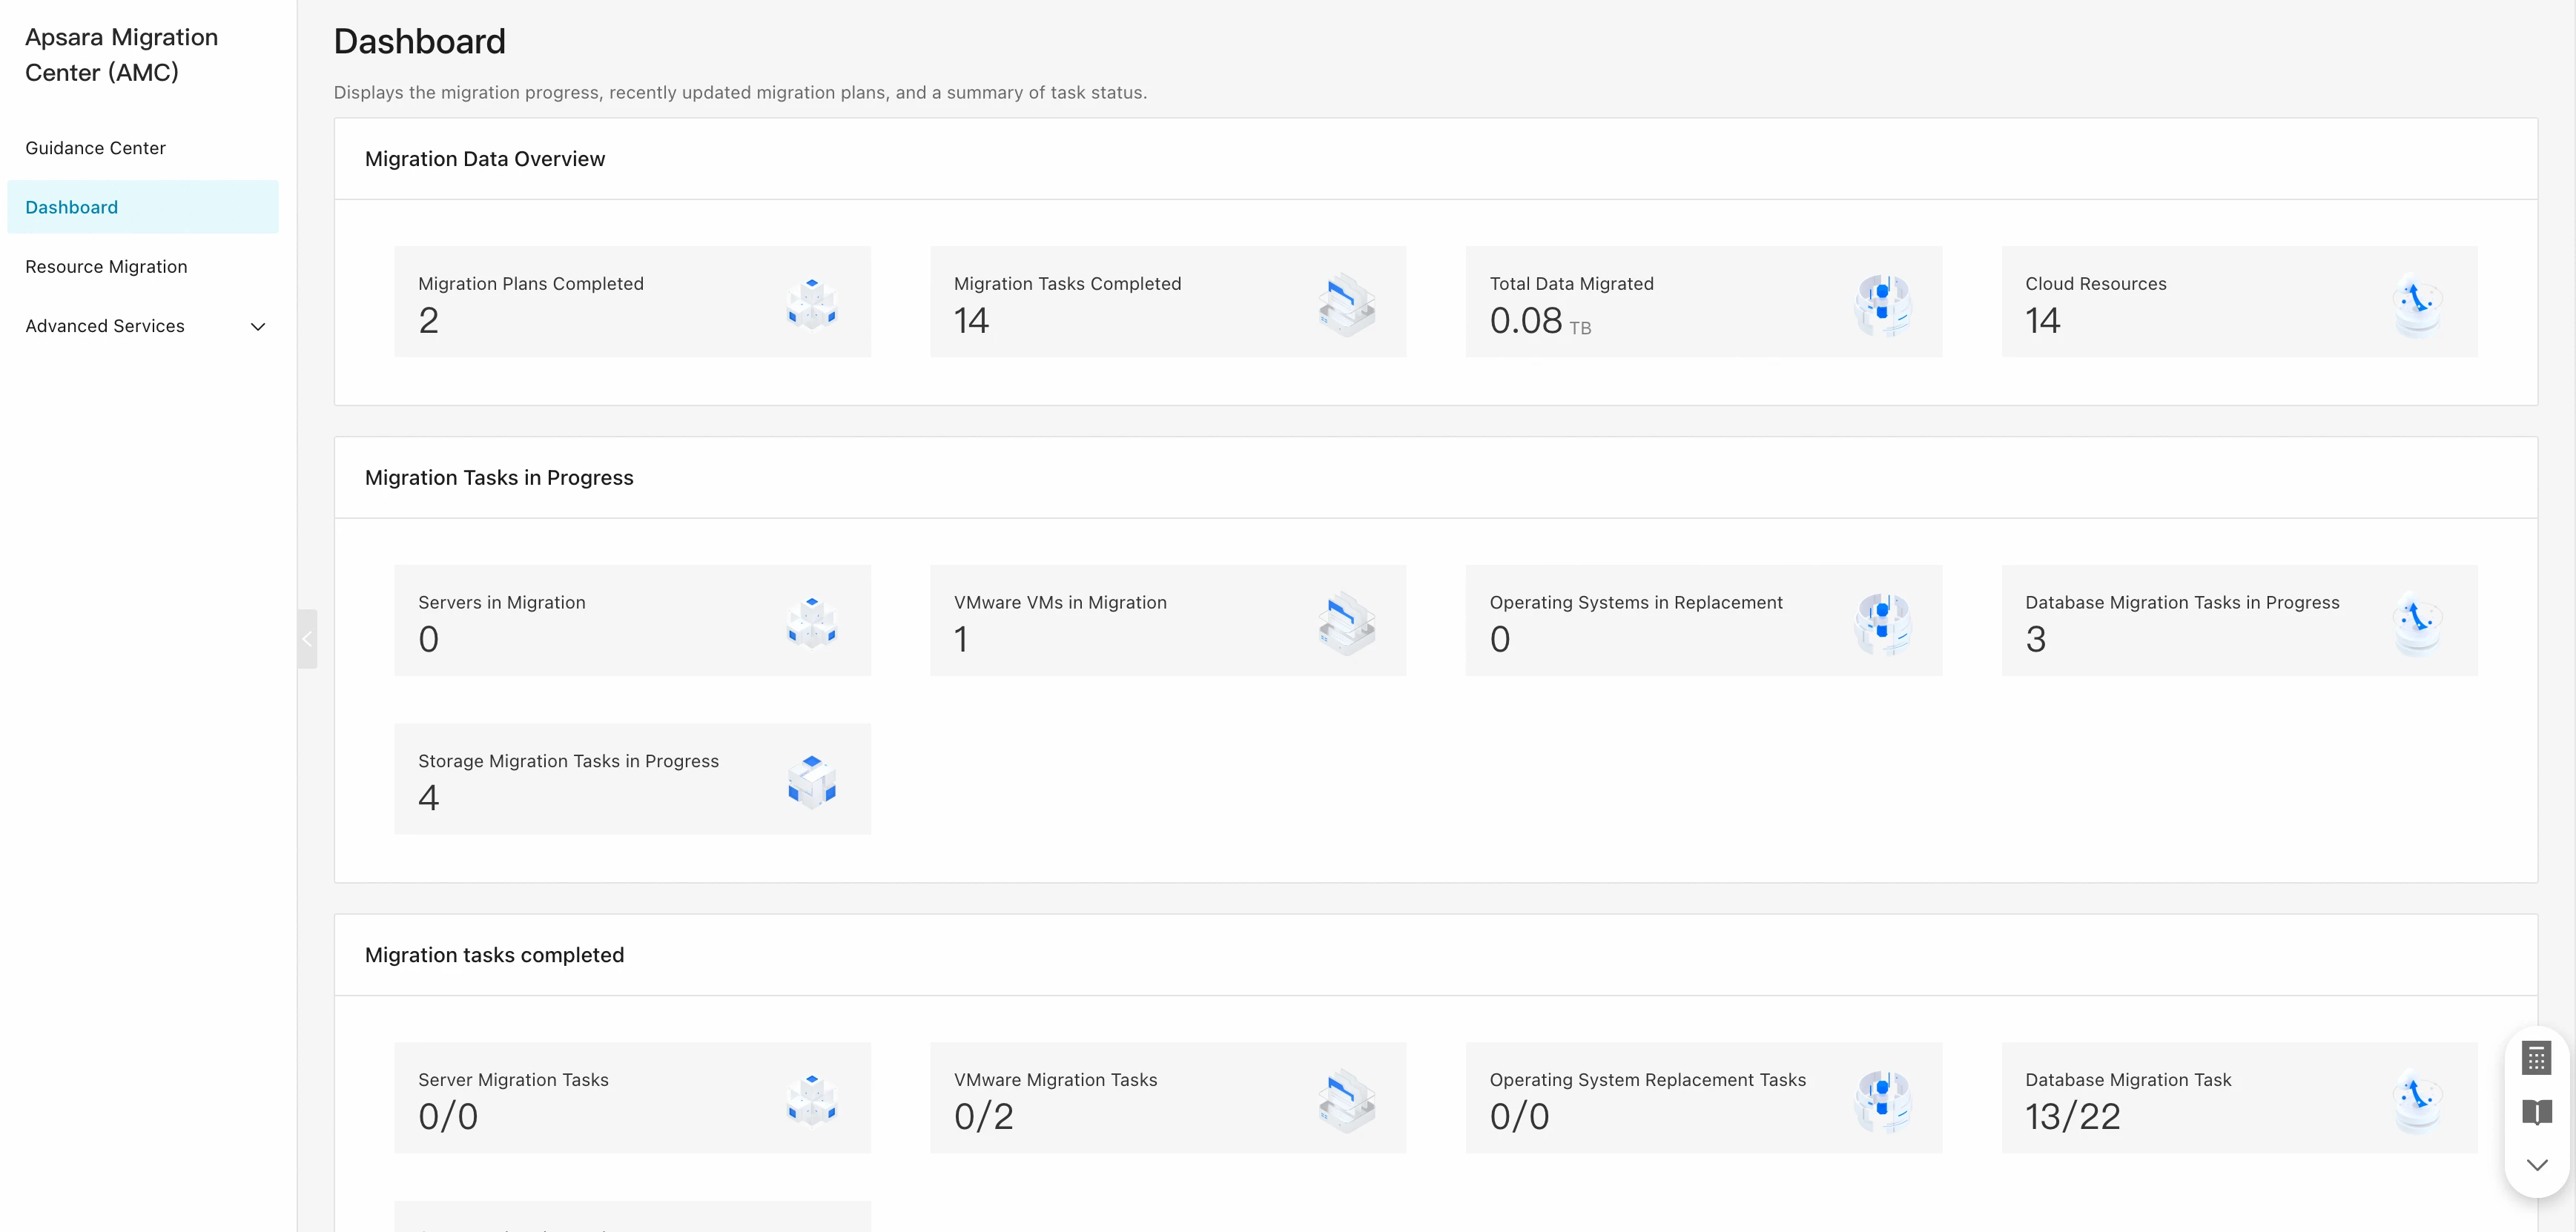 Apsara Migration
Center (AMC)
Guidance Center
Dashboard
Resource Migration
Advanced Services
Dashboard
Displays the migration progress, recently updated migration plans, and a summary of task status.
Migration Data Overview
Migration Plans Completed
2
Migration Tasks Completed
14
Total Data Migrated
0.08 TB
Cloud Resources
14
Migration Tasks in Progress
Servers in Migration
0
VMware VMs in Migration
1
Operating Systems in Replacement
0
Database Migration Tasks in Progress
3
Storage Migration Tasks in Progress
4
Migration tasks completed
Server Migration Tasks
0/0
VMware Migration Tasks
0/2
Operating System Replacement Tasks
0/0
Database Migration Task
13/22